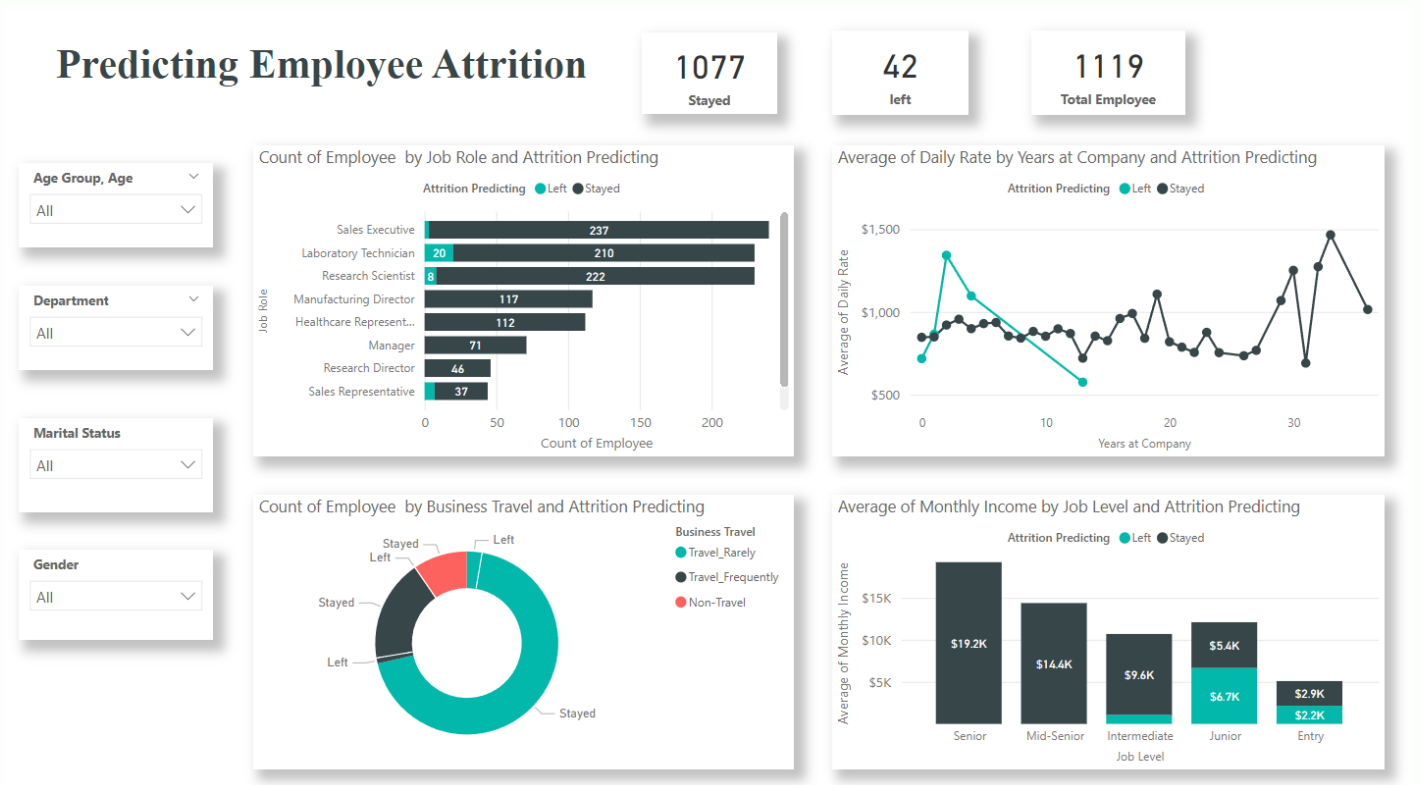 Predicting Employee Attrition
1077
Stayed
42
left
1119
Total Employee
Age Group, Age
All
Department
All
Marital Status
All
Gender
All
Count of Employee by Job Role and Attrition Predicting
Attrition Predicting Left Stayed
Job Role
Sales Executive 237
Laboratory Technician 20 210
Research Scientist 8 222
Manufacturing Director 117
Healthcare Represent... 112
Manager 71
Research Director 46
Sales Representative 37
0 50 100 150 200
Count of Employee
Average of Daily Rate by Years at Company and Attrition Predicting
Attrition Predicting Left Stayed
Average of Daily Rate
$1,500
$1,000
$500
0 10 20 30
Years at Company
Count of Employee by Business Travel and Attrition Predicting
Business Travel
Travel_Rarely
Travel_Frequently
Non-Travel
Left
Stayed
Left
Stayed
Left
Stayed
Average of Monthly Income by Job Level and Attrition Predicting
Attrition Predicting Left Stayed
Average of Monthly Income
$15K
$10K
$5K
$19.2K
$14.4K
$9.6K
$5.4K
$6.7K
$2.9K
$2.2K
Senior Mid-Senior Intermediate Junior Entry
Job Level